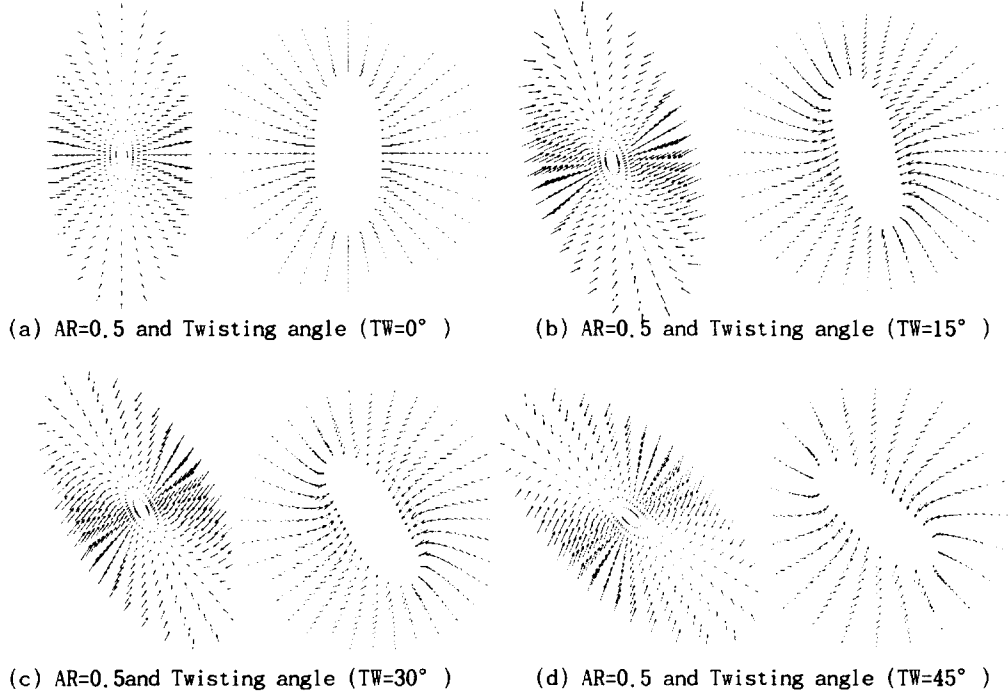 (a) AR=0.5 and Twisting angle (TW=0° )
(b) AR=0.5 and Twisting angle (TW=15° )
(c) AR=0.5and Twisting angle (TW=30° )
(d) AR=0.5 and Twisting angle (TW=45° )